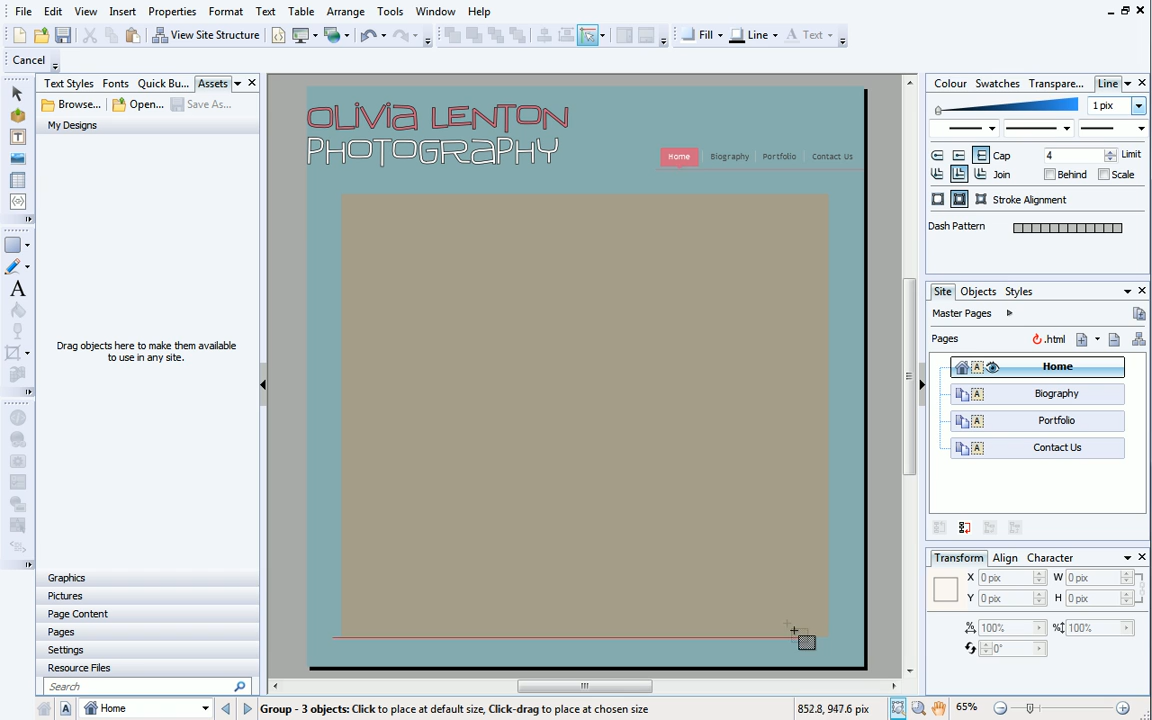 File Edit View Insert Properties Format Text Table Arrange Tools Window Help
View Site Structure Fill Line Text
Cancel
Text Styles Fonts Quick Bu... Assets
Browse... Open... Save As...
My Designs
Drag objects here to make them available
to use in any site.
Graphics
Pictures
Page Content
Pages
Settings
Resource Files
Search
OLIVIA LENTON
PHOTOGRAPHY
Home Biography Portfolio Contact Us
Colour Swatches Transpare... Line
1 pix
Cap 4 Limit
Join Behind Scale
Stroke Alignment
Dash Pattern
Site Objects Styles
Master Pages
Pages .html
A Home
A Biography
A Portfolio
A Contact Us
Transform Align Character
X 0 pix W 0 pix
Y 0 pix H 0 pix
% 100% % 100%
0°
A Home Group - 3 objects: Click to place at default size, Click-drag to place at chosen size 852.8, 947.6 pix 65%